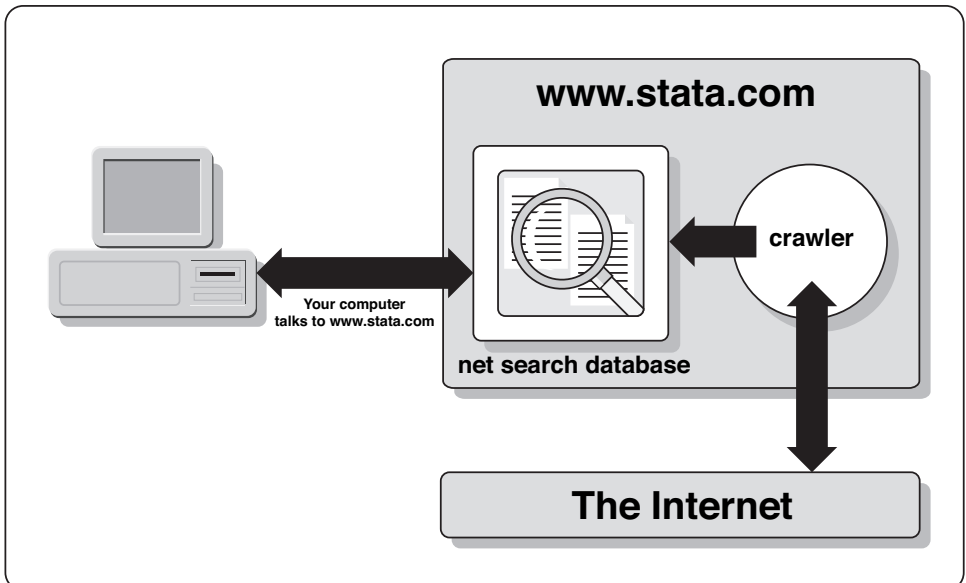 www.stata.com
crawler
Your computer
talks to www.stata.com
net search database
The Internet